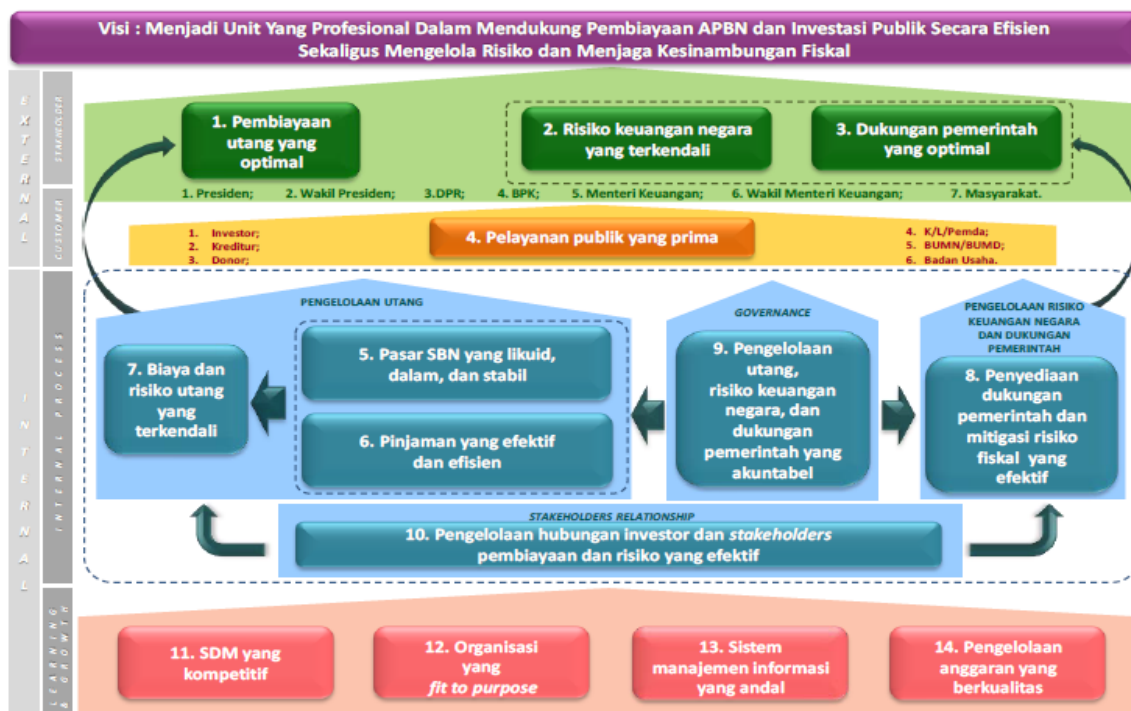 Visi : Menjadi Unit Yang Profesional Dalam Mendukung Pembiayaan APBN dan Investasi Publik Secara Efisien
Sekaligus Mengelola Risiko dan Menjaga Kesinambungan Fiskal
EXTERNAL
STAKEHOLDER
1. Pembiayaan
utang yang
optimal
2. Risiko keuangan negara
yang terkendali
3. Dukungan pemerintah
yang optimal
1. Presiden; 2. Wakil Presiden; 3.DPR; 4. BPK; 5. Menteri Keuangan; 6. Wakil Menteri Keuangan; 7. Masyarakat.
CUSTOMER
1. Investor;
2. Kreditur;
3. Donor;
4. Pelayanan publik yang prima
4. K/L/Pemda;
5 BUMN/BUMD;
6. Badan Usaha.
INTERNAL
INTERNAL PROCESS
PENGELOLAAN UTANG
7. Biaya dan
risiko utang
yang
terkendali
5. Pasar SBN yang likuid,
dalam, dan stabil
6. Pinjaman yang efektif
dan efisien
GOVERNANCE
9. Pengelolaan
utang,
risiko keuangan
negara, dan
dukungan
pemerintah yang
akuntabel
PENGELOLAAN RISIKO
KEUANGAN NEGARA
DAN DUKUNGAN
PEMERINTAH
8. Penyediaan
dukungan
pemerintah dan
mitigasi risiko
fiskal yang
efektif
STAKEHOLDERS RELATIONSHIP
10. Pengelolaan hubungan investor dan stakeholders
pembiayaan dan risiko yang efektif
LEARNING
& GROWTH
11. SDM yang
kompetitif
12. Organisasi
yang
fit to purpose
13. Sistem
manajemen informasi
yang andal
14. Pengelolaan
anggaran yang
berkualitas